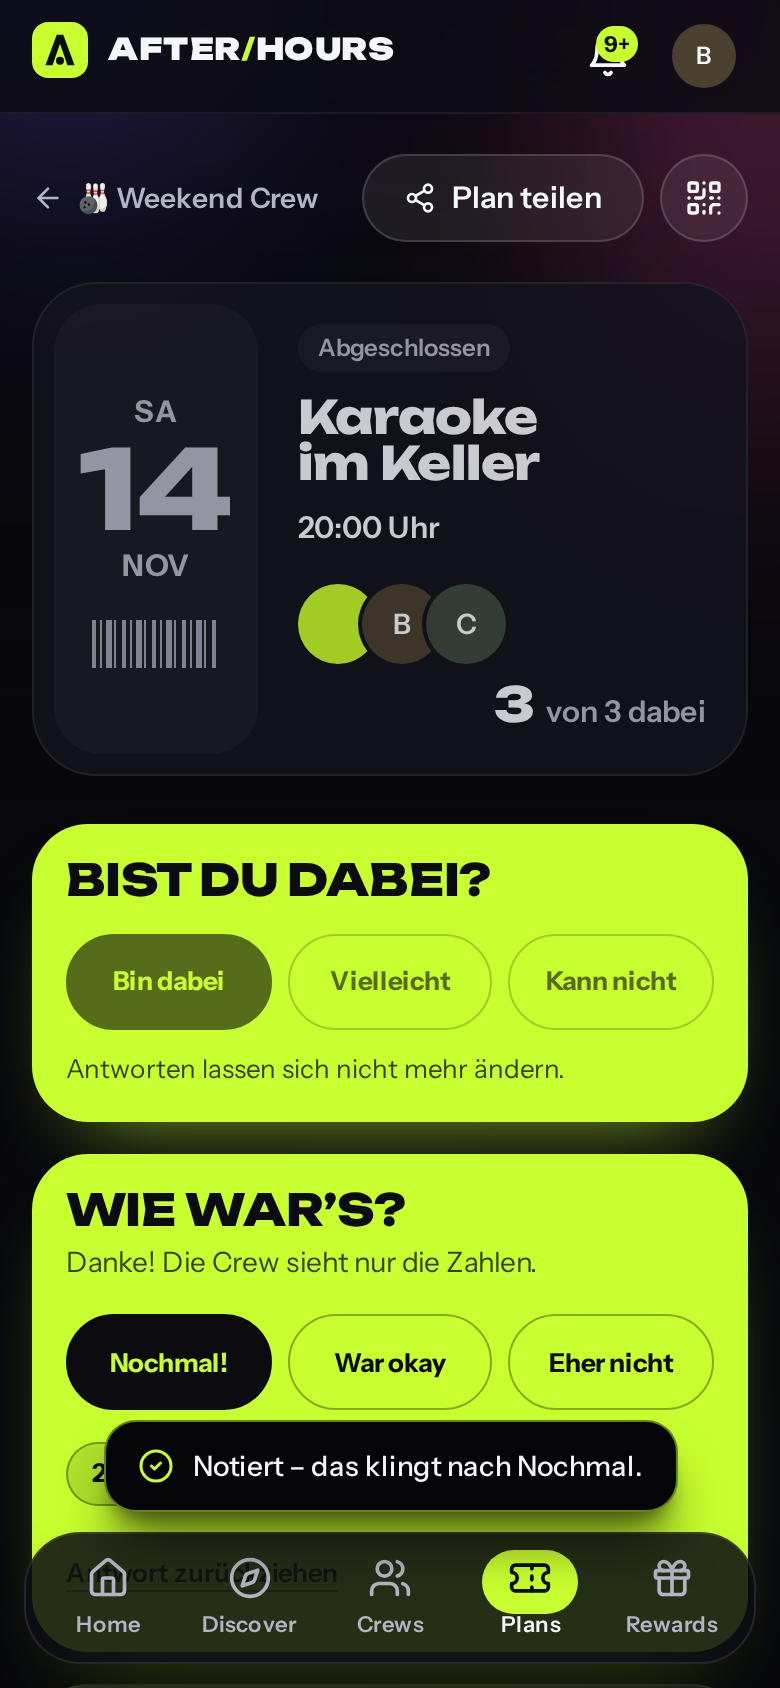 AFTER/HOURS
9+
B
Weekend Crew
Plan teilen
SA
14
NOV
Abgeschlossen
Karaoke
im Keller
20:00 Uhr
B
C
3 von 3 dabei
BIST DU DABEI?
Bin dabei
Vielleicht
Kann nicht
Antworten lassen sich nicht mehr ändern.
WIE WAR’S?
Danke! Die Crew sieht nur die Zahlen.
Nochmal!
War okay
Eher nicht
2
Notiert – das klingt nach Nochmal.
Antwort zurückziehen
Home
Discover
Crews
Plans
Rewards